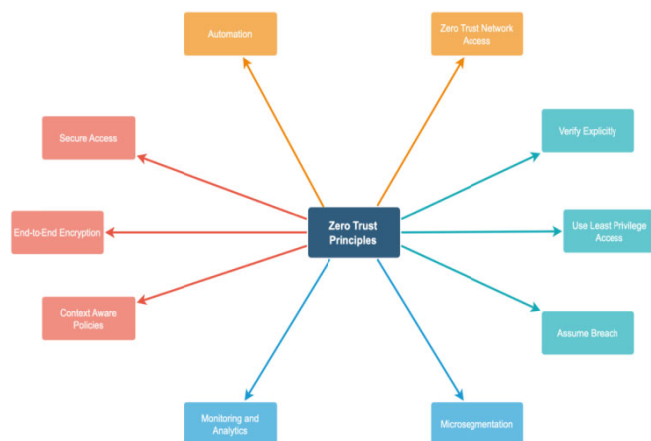 Automation
Zero Trust Network
Access
Secure Access
Verify Explicitly
End-to-End Encryption
Zero Trust
Principles
Use Least Privilege
Access
Context Aware
Policies
Assume Breach
Monitoring and
Analytics
Microsegmentation